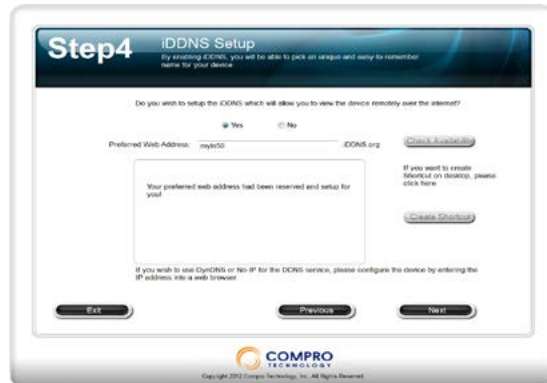 Step4
iDDNS Setup
By enabling iDDNS, you will be able to pick an unique and easy-to-remember
name for your device
Do you wish to setup the iDDNS which will allow you to view the device remotely over the internet?
Yes No
Preferred Web Address: .iDDNS.org Check Availability
If you want to create
Shortcut on desktop, please
click here
Your preferred web address had been reserved and setup for
you!
Create Shortcut
If you wish to use DynDNS or No-IP for the DDNS service, please configure the device by entering the
IP address into a web browser
Exit Previous Next
COMPRO
TECHNOLOGY
Copyright 2012 Compro Technology, Inc. All Rights Reserved